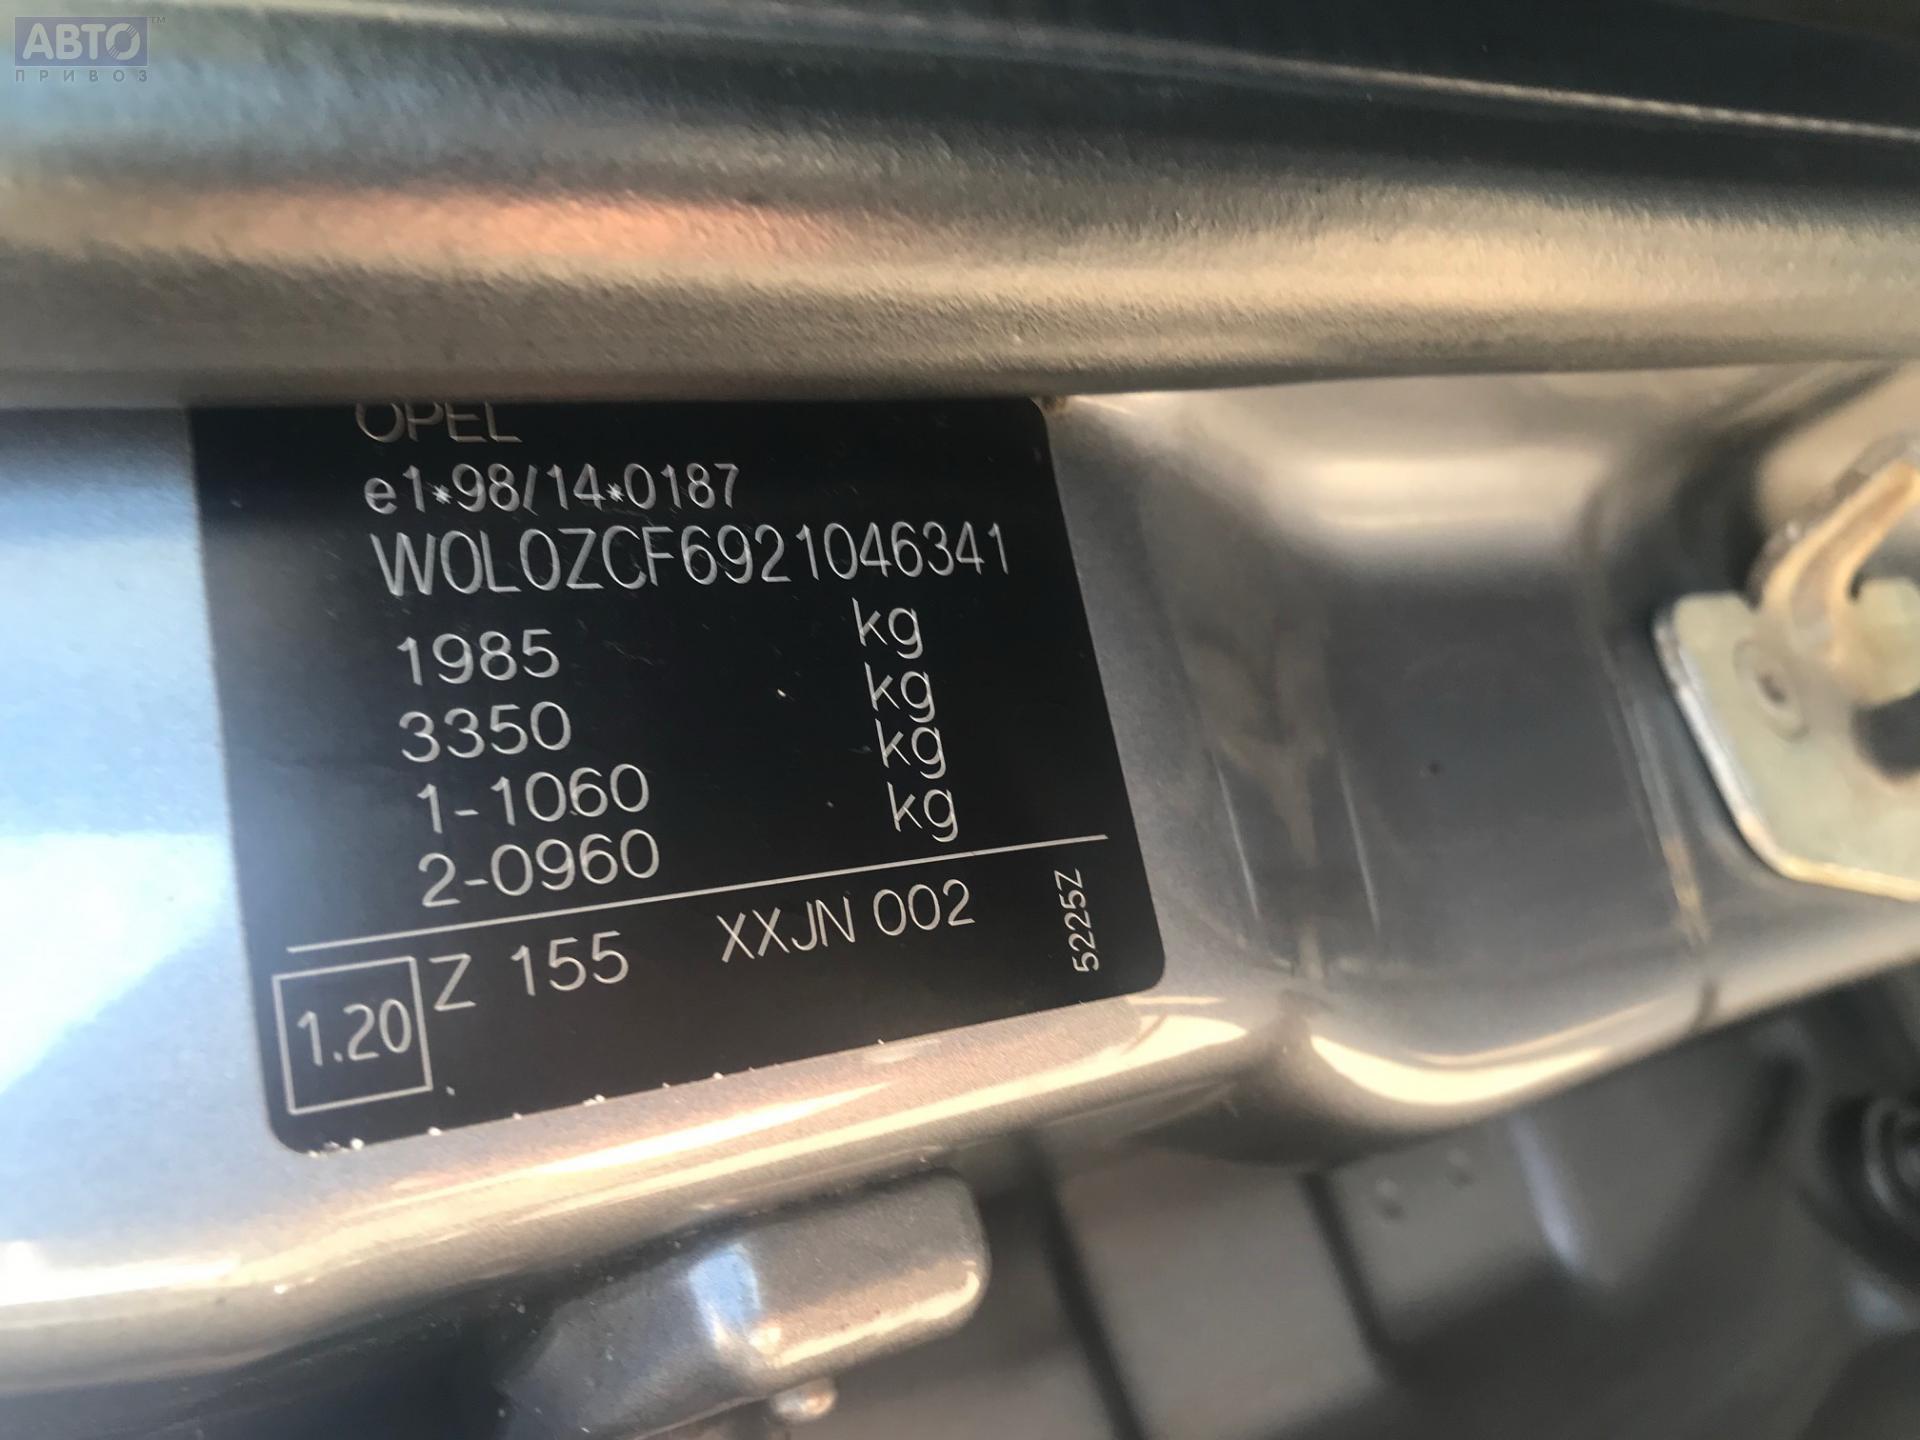 АВТО™
ПРИВОЗ
OPEL
e1*98/14*0187
W0L0ZCF6921046341
1985 kg
3350 kg
1-1060 kg
2-0960 kg
1.20 Z 155 XXJN 002 5225Z